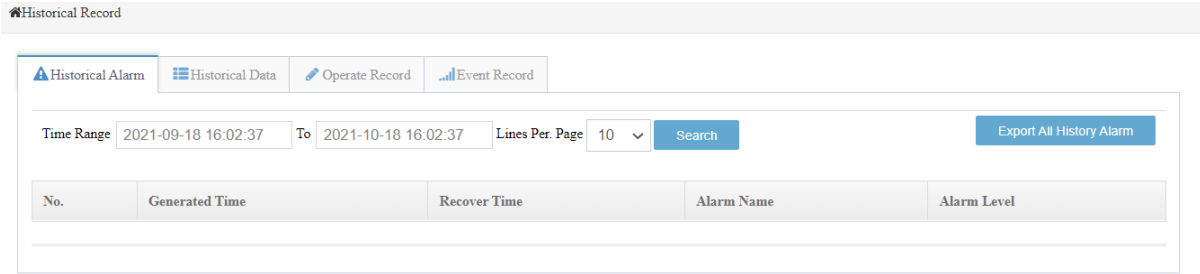 Historical Record
Historical Alarm Historical Data Operate Record Event Record
Time Range 2021-09-18 16:02:37 To 2021-10-18 16:02:37 Lines Per. Page 10 Search Export All History Alarm
No. Generated Time Recover Time Alarm Name Alarm Level